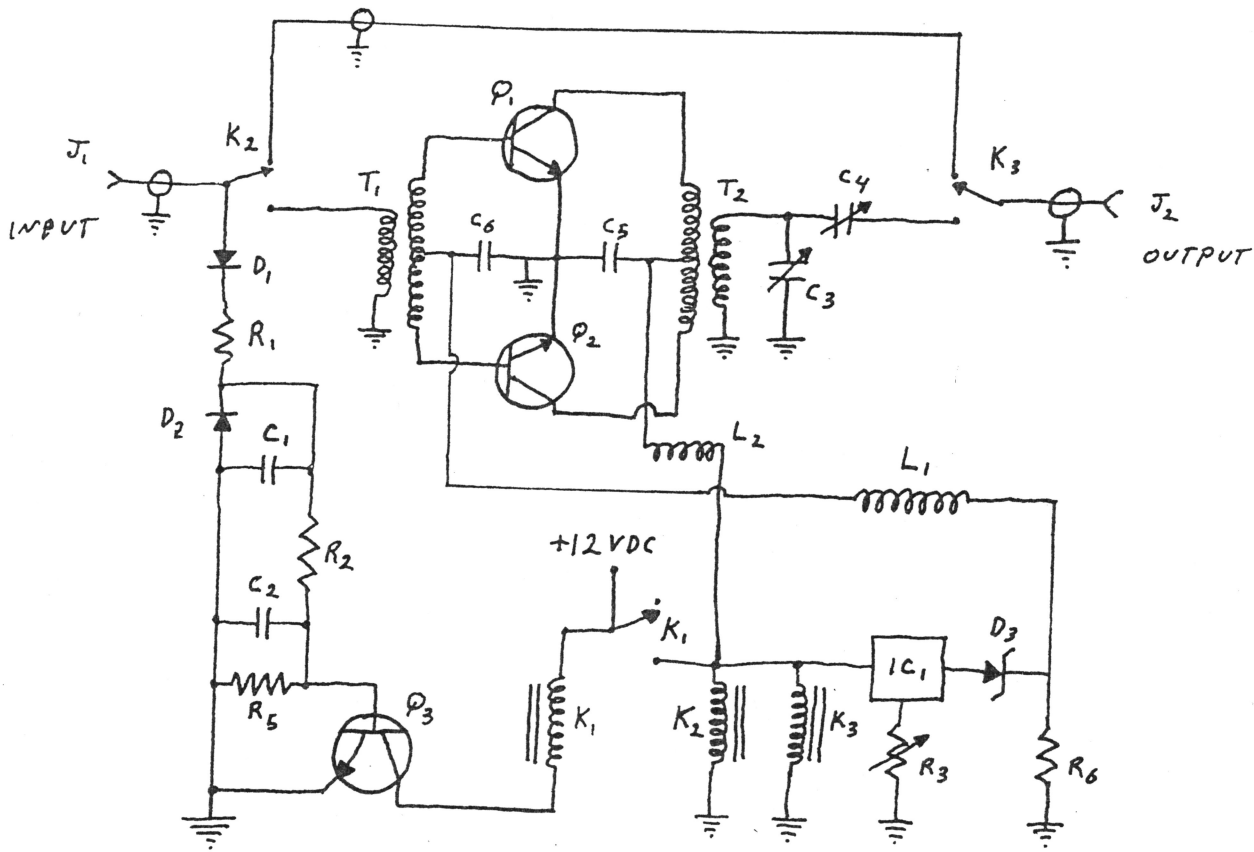 Q1
K2
J1
INPUT
T1
C6
C5
T2
C4
K3
J2
OUTPUT
C3
D1
R1
Q2
D2
C1
L2
L1
R2
+12VDC
C2
K1
D3
IC1
R5
Q3
K1
K2
K3
R3
R6